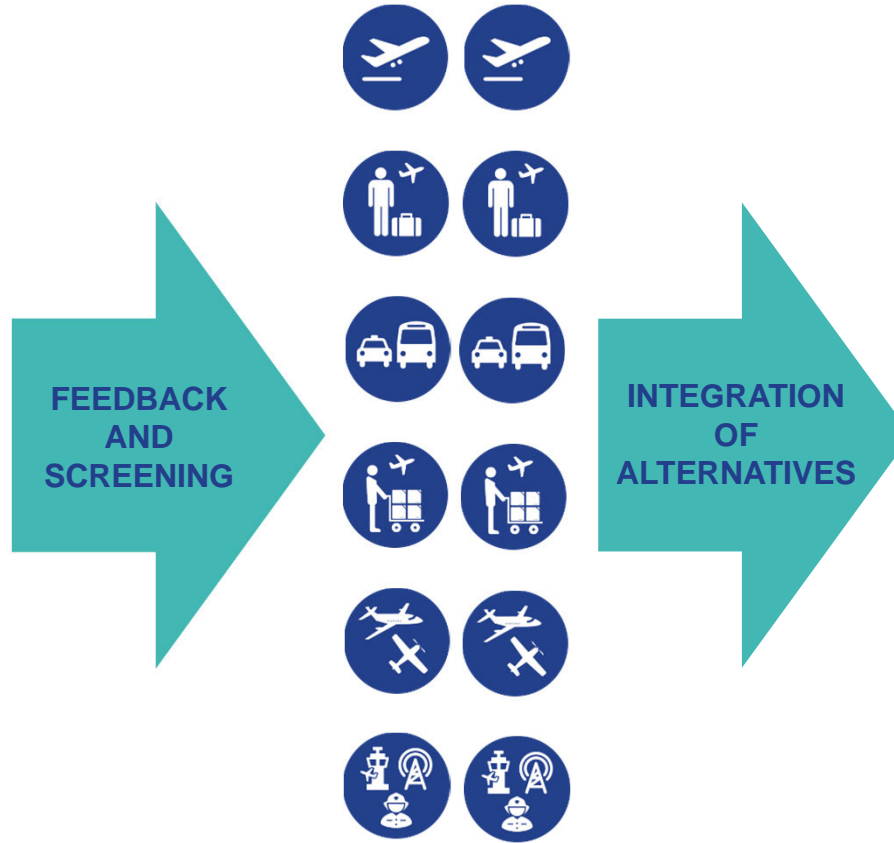 FEEDBACK
AND
SCREENING
INTEGRATION
OF
ALTERNATIVES